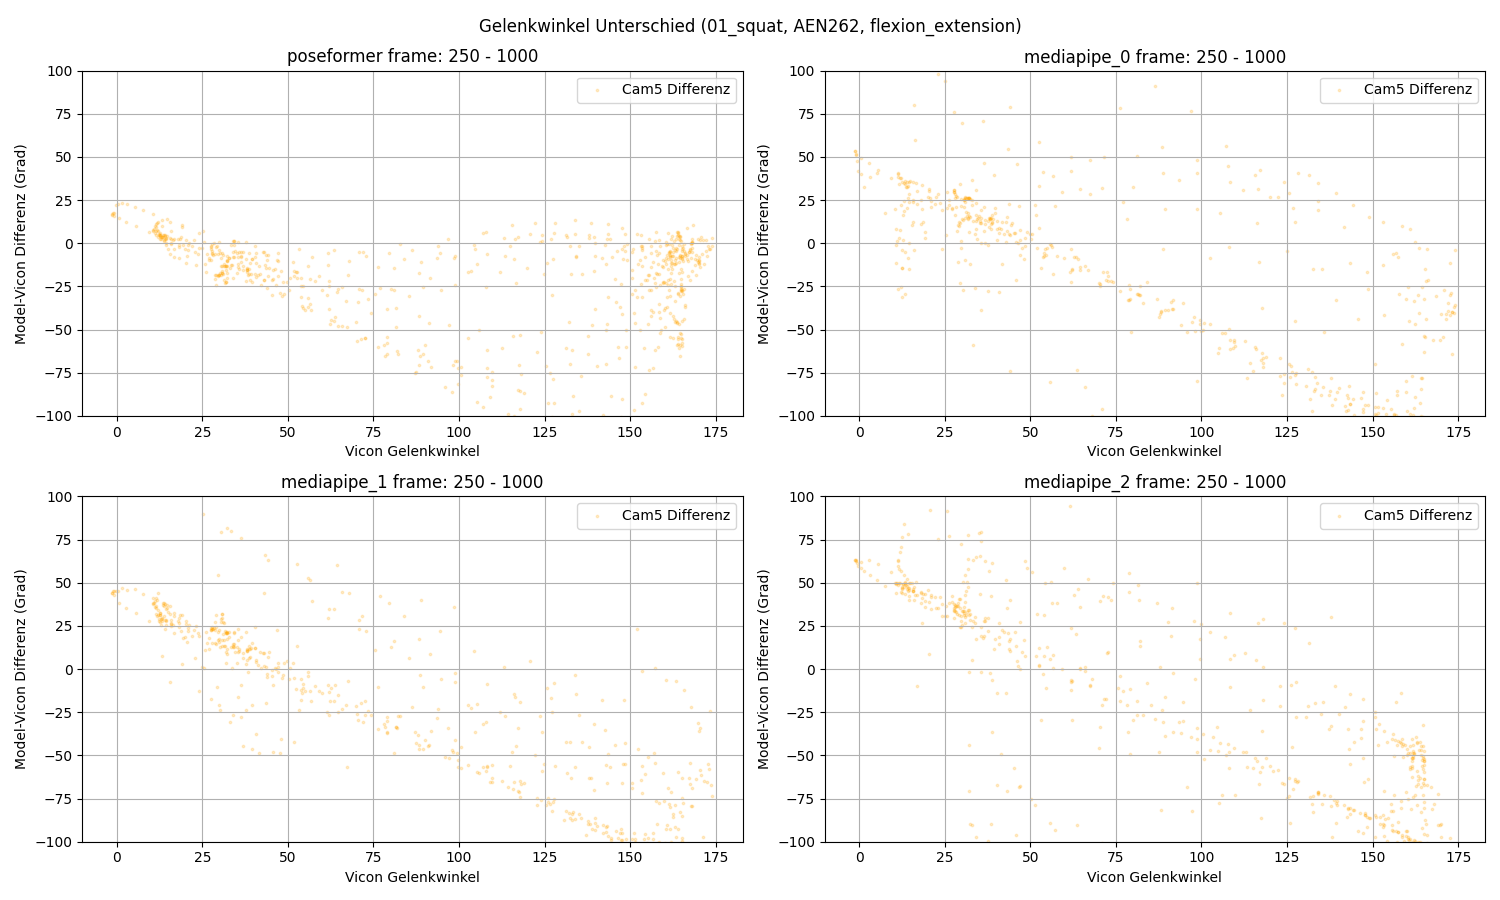 Gelenkwinkel Unterschied (01_squat, AEN262, flexion_extension)
poseformer frame: 250 - 1000
Cam5 Differenz
Model-Vicon Differenz (Grad)
100
75
50
25
0
−25
−50
−75
−100
0 25 50 75 100 125 150 175
Vicon Gelenkwinkel
mediapipe_0 frame: 250 - 1000
Cam5 Differenz
Model-Vicon Differenz (Grad)
100
75
50
25
0
−25
−50
−75
−100
0 25 50 75 100 125 150 175
Vicon Gelenkwinkel
mediapipe_1 frame: 250 - 1000
Cam5 Differenz
Model-Vicon Differenz (Grad)
100
75
50
25
0
−25
−50
−75
−100
0 25 50 75 100 125 150 175
Vicon Gelenkwinkel
mediapipe_2 frame: 250 - 1000
Cam5 Differenz
Model-Vicon Differenz (Grad)
100
75
50
25
0
−25
−50
−75
−100
0 25 50 75 100 125 150 175
Vicon Gelenkwinkel